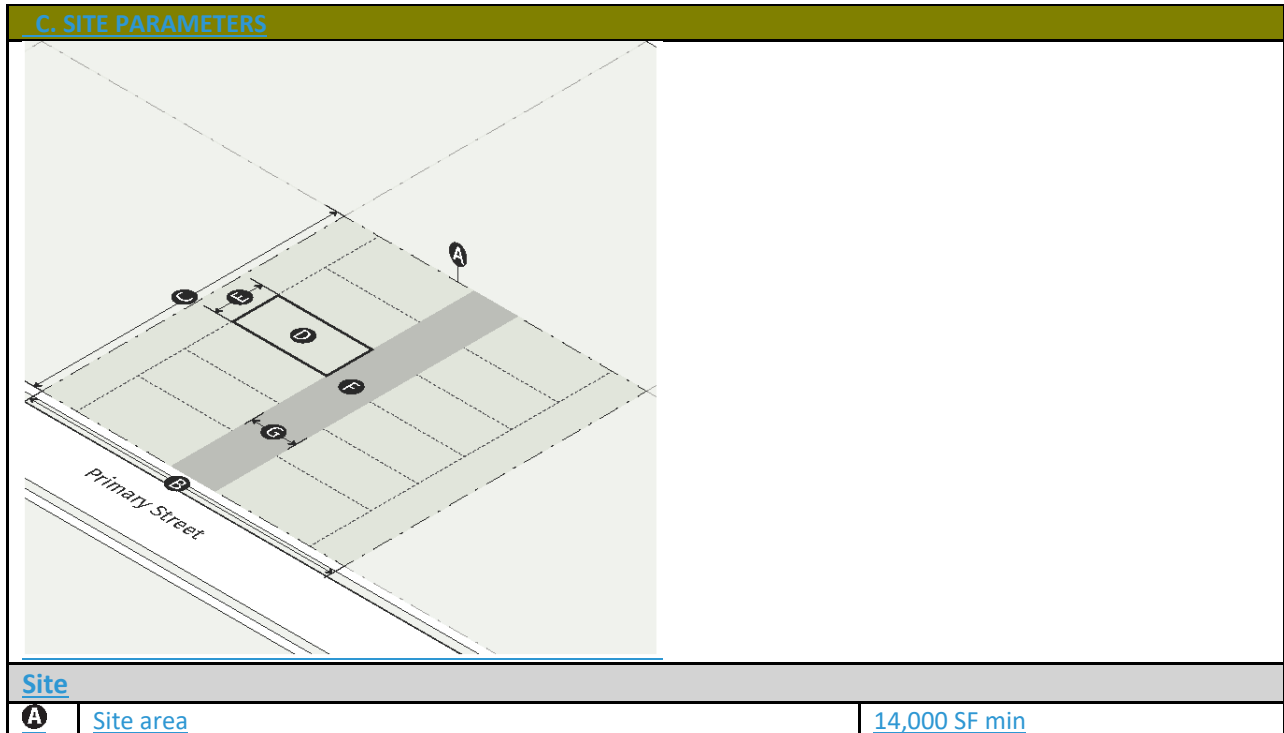 C. SITE PARAMETERS
A
C
E
D
F
G
B
Primary Street
Site
A Site area 14,000 SF min